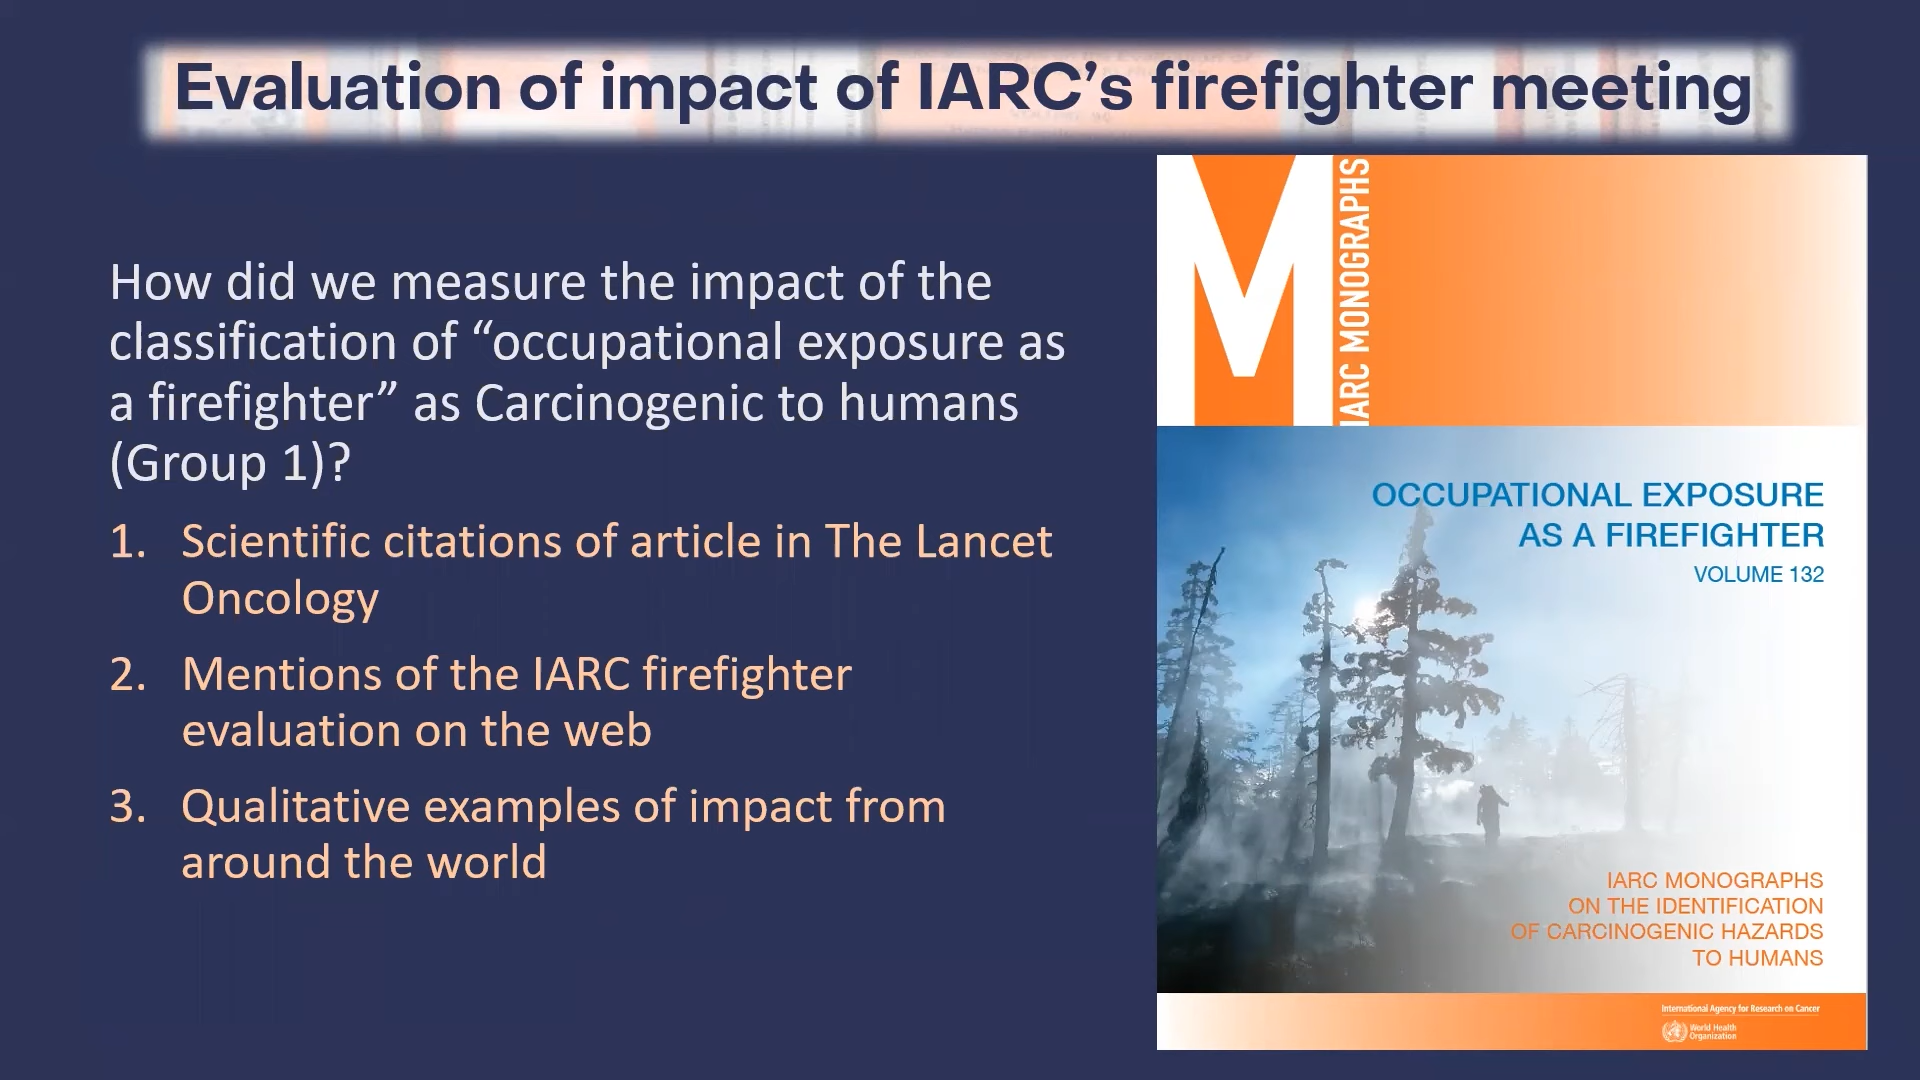 Evaluation of impact of IARC’s firefighter meeting
How did we measure the impact of the
classification of “occupational exposure as
a firefighter” as Carcinogenic to humans
(Group 1)?
1. Scientific citations of article in The Lancet
Oncology
2. Mentions of the IARC firefighter
evaluation on the web
3. Qualitative examples of impact from
around the world
M
IARC MONOGRAPHS
OCCUPATIONAL EXPOSURE
AS A FIREFIGHTER
VOLUME 132
IARC MONOGRAPHS
ON THE IDENTIFICATION
OF CARCINOGENIC HAZARDS
TO HUMANS
International Agency for Research on Cancer
World Health
Organization